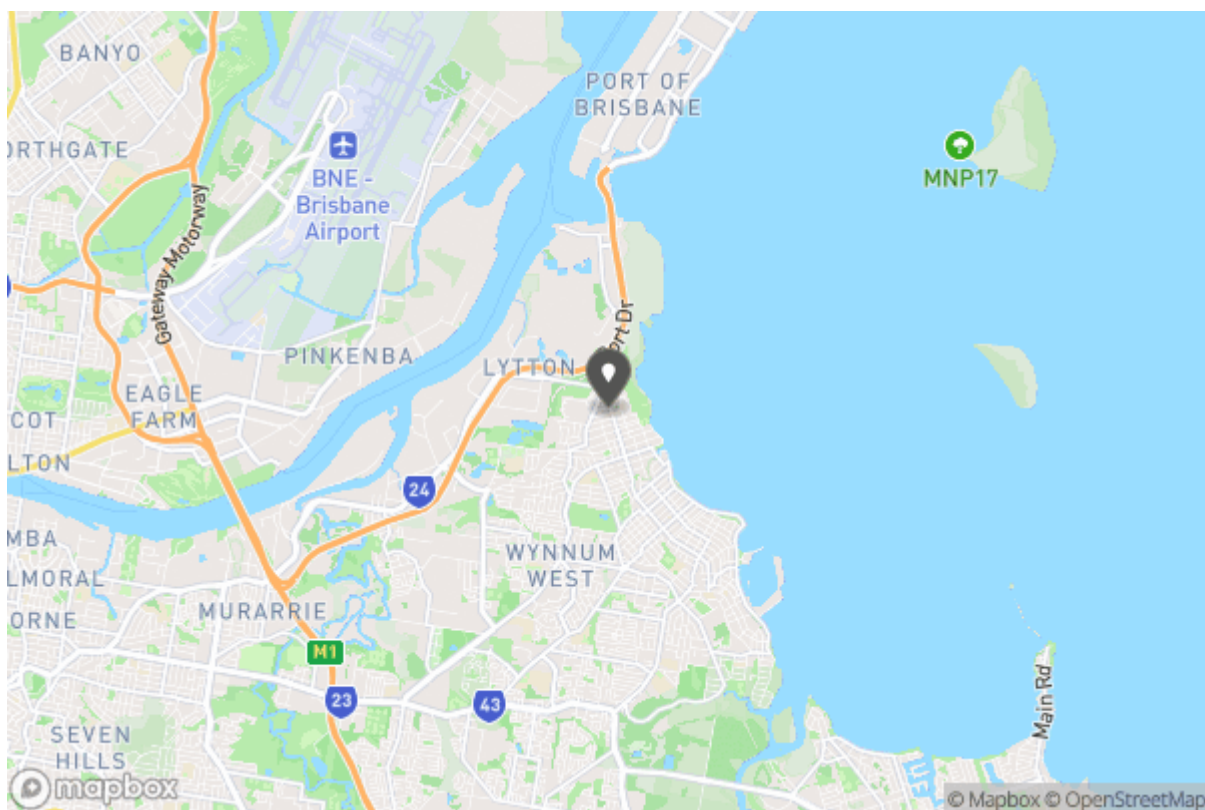 BANYO
PORT OF
BRISBANE
ORTHGATE
BNE -
Brisbane
Airport
MNP17
Gateway Motorway
Port Dr
PINKENBA
LYTTON
EAGLE
FARM
COT
LTON
24
MBA
LMORAL
ORNE
WYNNUM
WEST
MURARRIE
M1
23
43
Main Rd
SEVEN
HILLS
mapbox
© Mapbox © OpenStreetMap